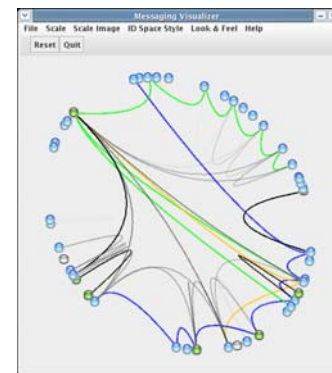 Messaging Visualizer
File Scale Scale Image ID Space Style Look & Feel Help
Reset Quit